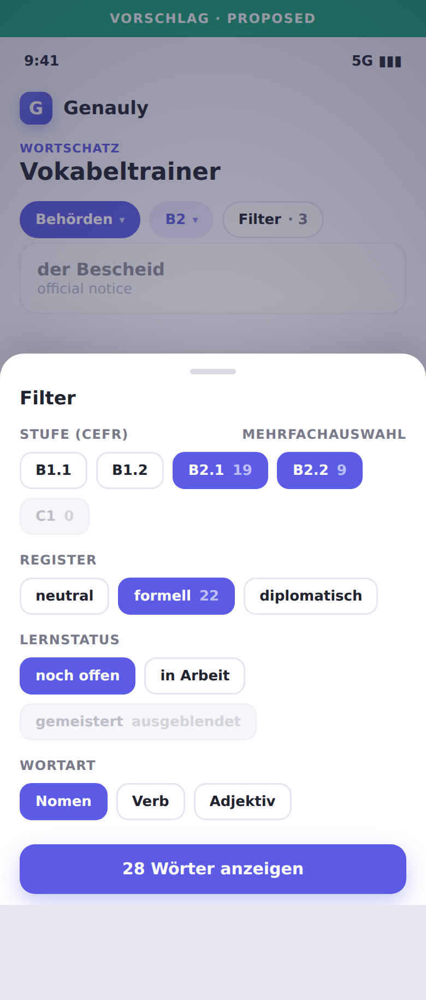 VORSCHLAG · PROPOSED
9:41 5G
G Genauly
WORTSCHATZ
Vokabeltrainer
Behörden ▾ B2 ▾ Filter · 3
der Bescheid
official notice
Filter
STUFE (CEFR) MEHRFACHAUSWAHL
B1.1 B1.2 B2.1 19 B2.2 9
C1 0
REGISTER
neutral formell 22 diplomatisch
LERNSTATUS
noch offen in Arbeit
gemeistert ausgeblendet
WORTART
Nomen Verb Adjektiv
28 Wörter anzeigen